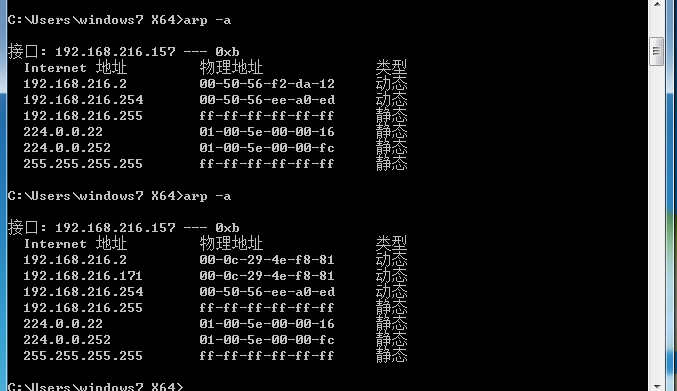 C:\Users\windows7 X64>arp -a
接口: 192.168.216.157 --- 0xb
Internet 地址 物理地址 类型
192.168.216.2 00-50-56-f2-da-12 动态
192.168.216.254 00-50-56-ee-a0-ed 动态
192.168.216.255 ff-ff-ff-ff-ff-ff 静态
224.0.0.22 01-00-5e-00-00-16 静态
224.0.0.252 01-00-5e-00-00-fc 静态
255.255.255.255 ff-ff-ff-ff-ff-ff 静态
C:\Users\windows7 X64>arp -a
接口: 192.168.216.157 --- 0xb
Internet 地址 物理地址 类型
192.168.216.2 00-0c-29-4e-f8-81 动态
192.168.216.171 00-0c-29-4e-f8-81 动态
192.168.216.254 00-50-56-ee-a0-ed 动态
192.168.216.255 ff-ff-ff-ff-ff-ff 静态
224.0.0.22 01-00-5e-00-00-16 静态
224.0.0.252 01-00-5e-00-00-fc 静态
255.255.255.255 ff-ff-ff-ff-ff-ff 静态
C:\Users\windows7 X64>